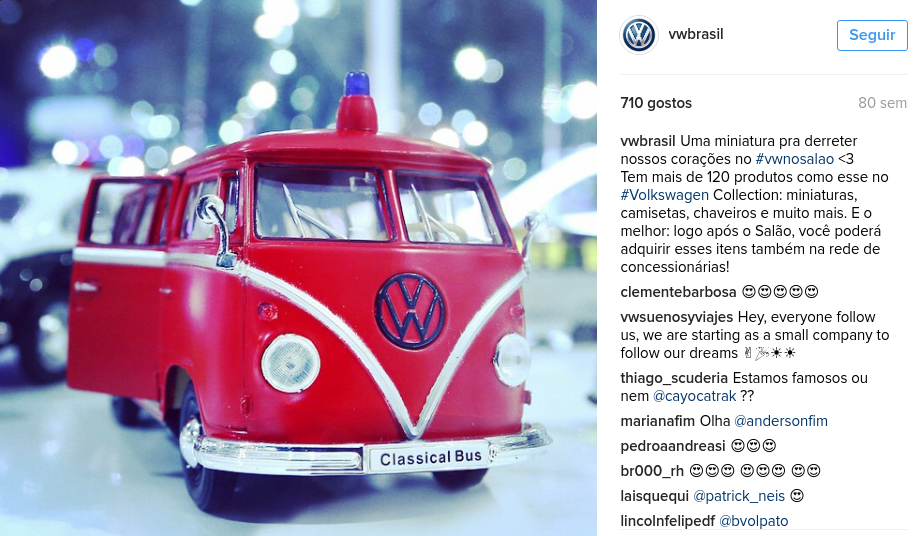 Classical Bus
vwbrasil
Seguir
710 gostos
80 sem
vwbrasil Uma miniatura pra derreter
nossos corações no #vwnosalao <3
Tem mais de 120 produtos como esse no
#Volkswagen Collection: miniaturas,
camisetas, chaveiros e muito mais. E o
melhor: logo após o Salão, você poderá
adquirir esses itens também na rede de
concessionárias!
clementebarbosa 😍😍😍😍😍
vwsuenosyviajes Hey, everyone follow
us, we are starting as a small company to
follow our dreams ✌🌴☀☀
thiago_scuderia Estamos famosos ou
nem @cayocatrak ??
marianafim Olha @andersonfim
pedroaandreasi 😍😍😍
br000_rh 😍😍😍 😍😍😍 😍😍
laisquequi @patrick_neis 😍
lincolnfelipedf @bvolpato